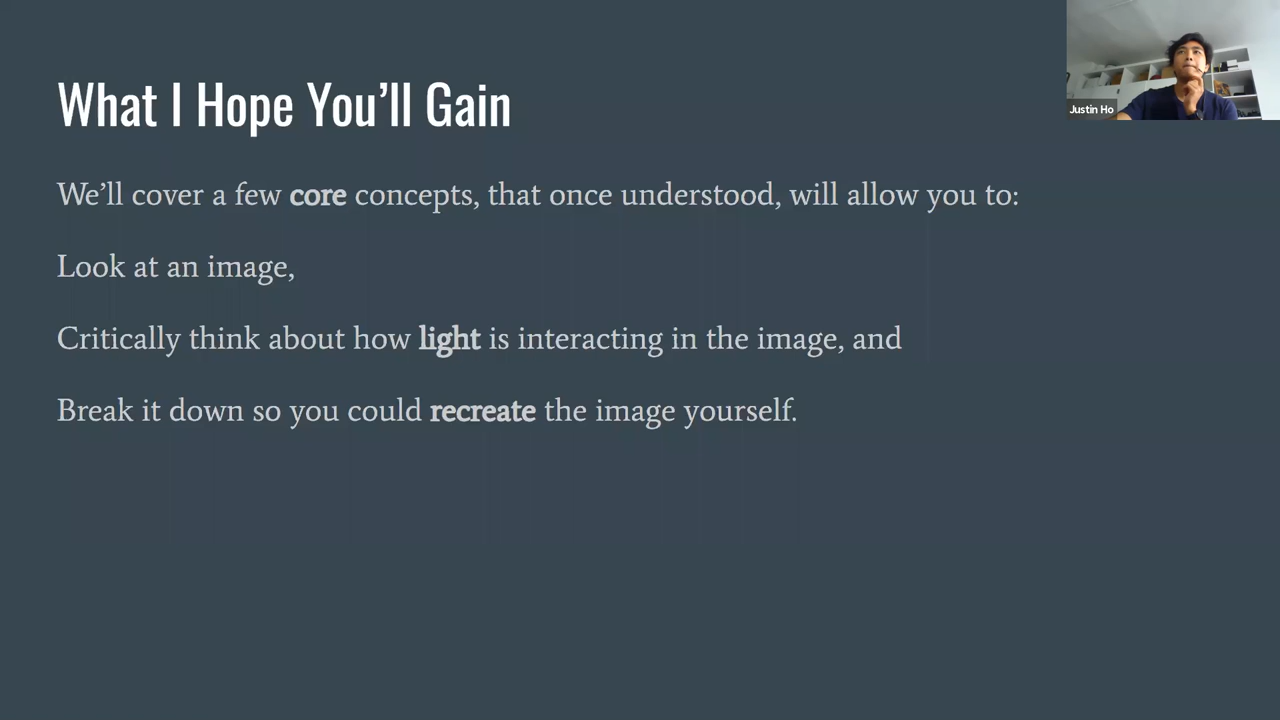 What I Hope You’ll Gain
We’ll cover a few core concepts, that once understood, will allow you to:
Look at an image,
Critically think about how light is interacting in the image, and
Break it down so you could recreate the image yourself.
Justin Ho